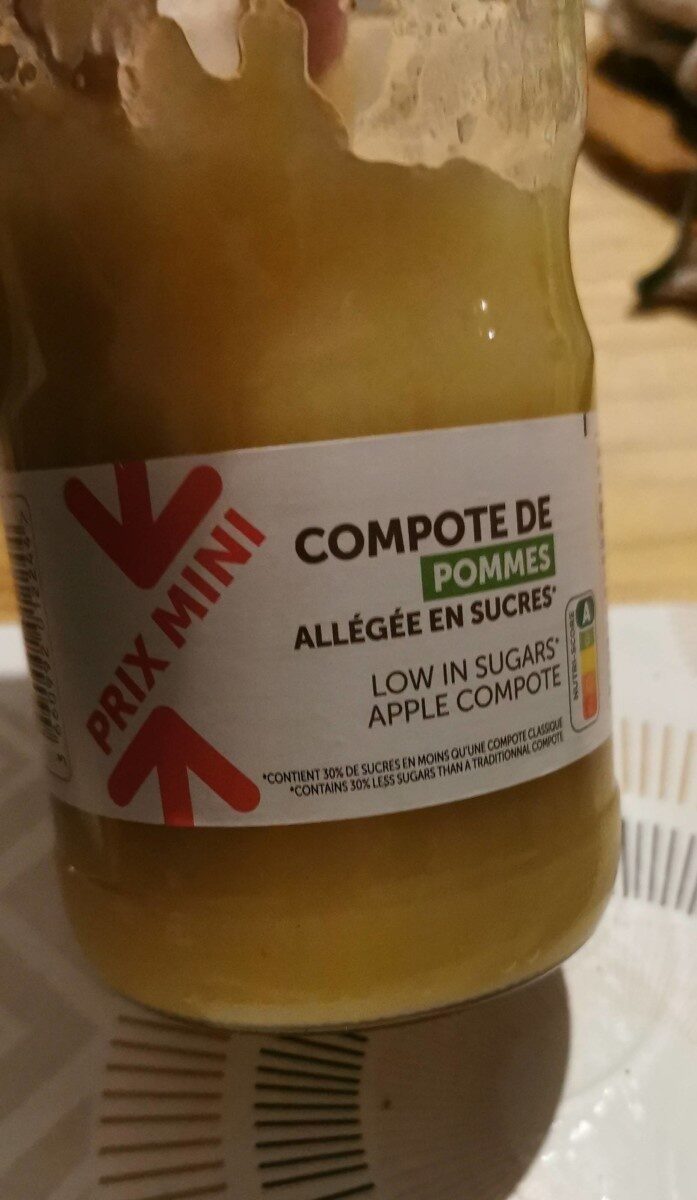 PRIX MINI
COMPOTE DE
POMMES
ALLÉGÉE EN SUCRES*
LOW IN SUGARS*
APPLE COMPOTE
*CONTIENT 30% DE SUCRES EN MOINS QU'UNE COMPOTE CLASSIQUE
*CONTAINS 30% LESS SUGARS THAN A TRADITIONNAL COMPOTE
NUTRI-SCORE
A